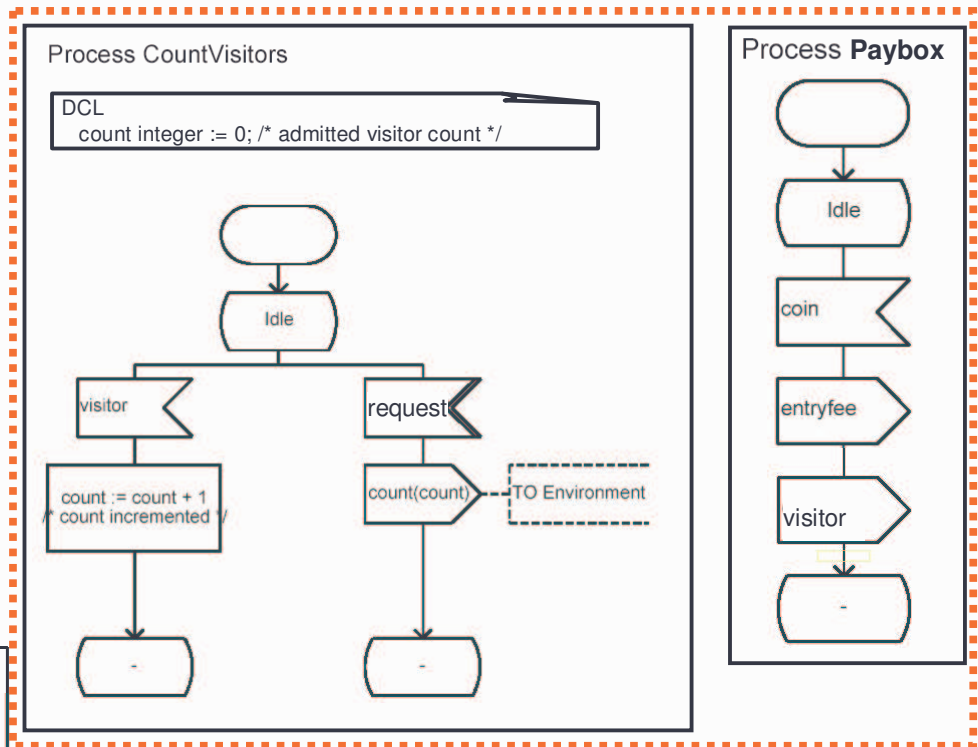 Process CountVisitors
DCL
count integer := 0; /* admitted visitor count */
Idle
visitor
request
count := count + 1
/* count incremented */
count(count)
TO Environment
-
-
Process Paybox
Idle
coin
entryfee
visitor
-